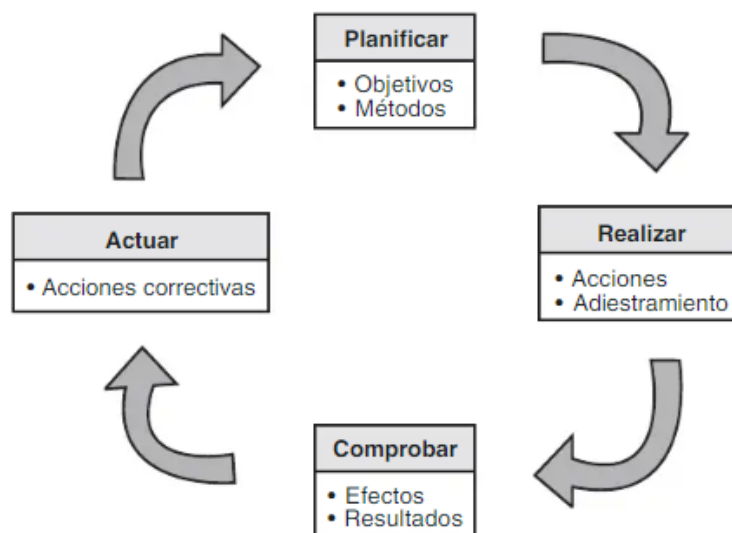 Planificar
• Objetivos
• Métodos
Realizar
• Acciones
• Adiestramiento
Comprobar
• Efectos
• Resultados
Actuar
• Acciones correctivas